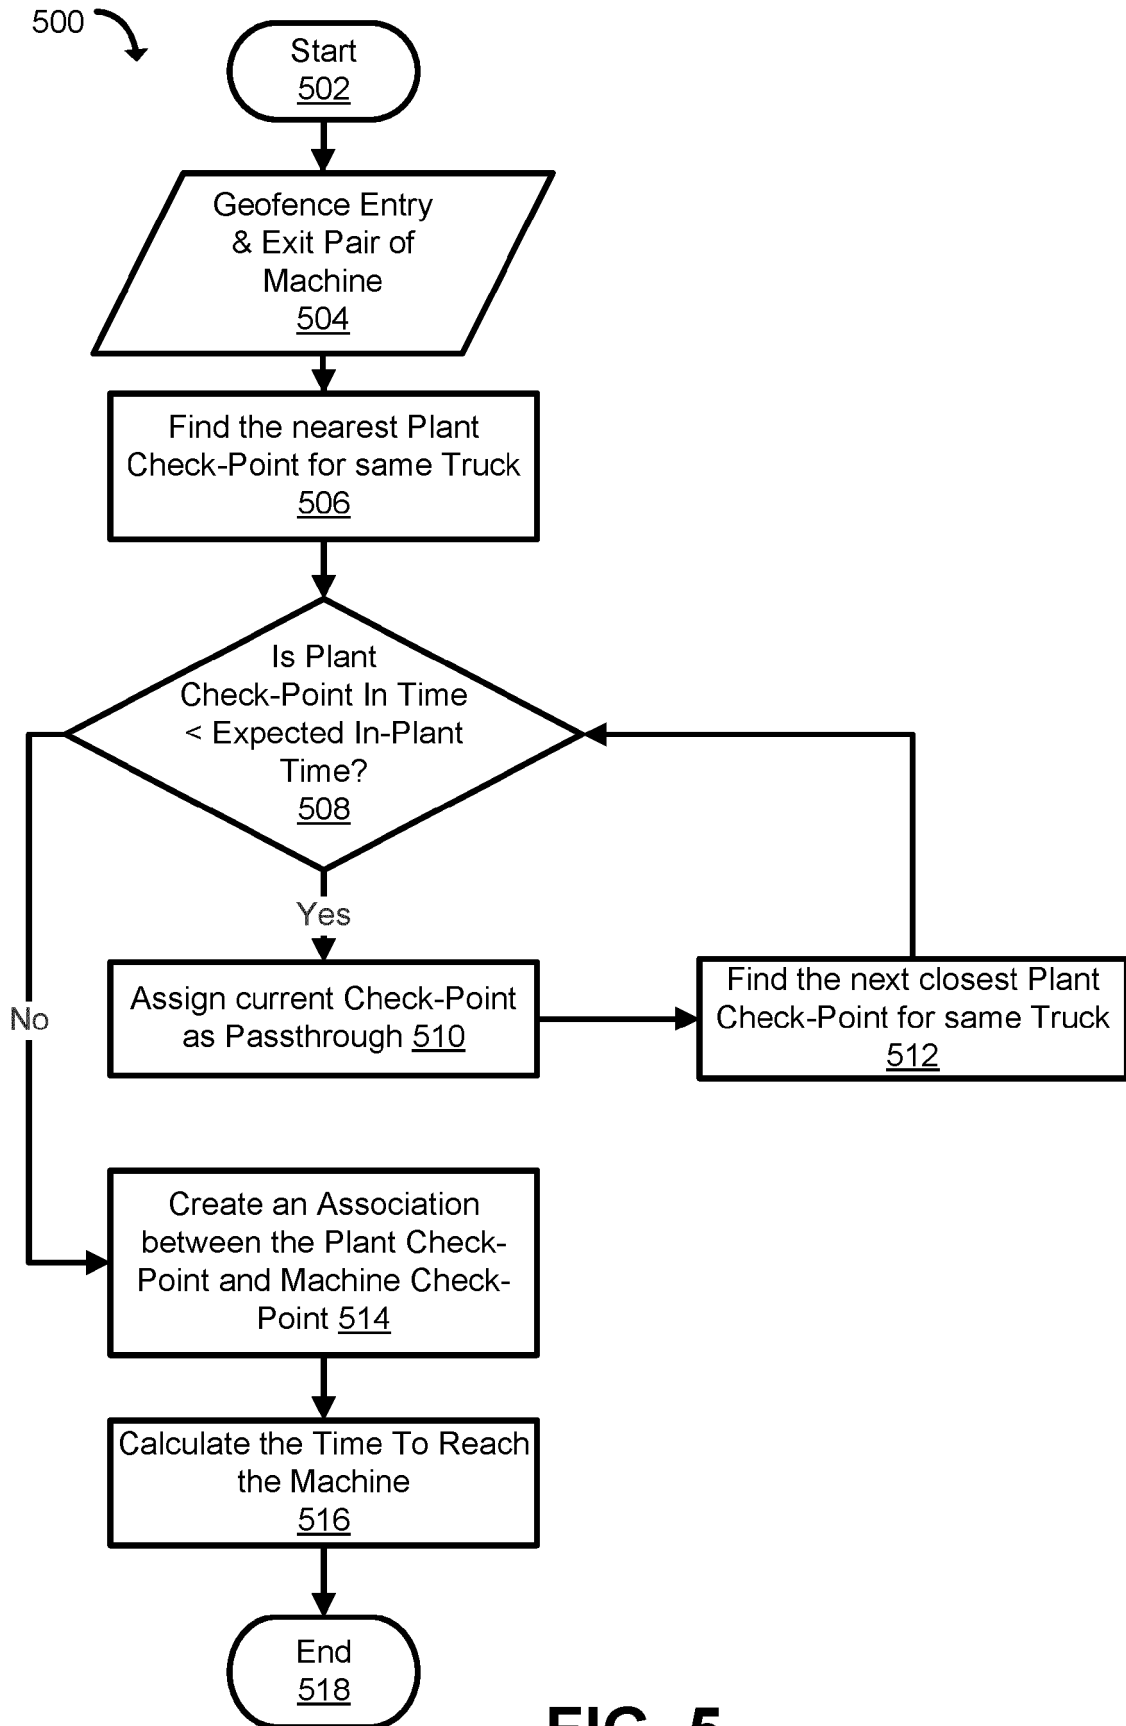 500
Start
502
Geofence Entry
& Exit Pair of
Machine
504
Find the nearest Plant
Check-Point for same Truck
506
Is Plant
Check-Point In Time
< Expected In-Plant
Time?
508
Yes
No
Assign current Check-Point
as Passthrough 510
Find the next closest Plant
Check-Point for same Truck
512
Create an Association
between the Plant Check-
Point and Machine Check-
Point 514
Calculate the Time To Reach
the Machine
516
End
518
FIG. 5